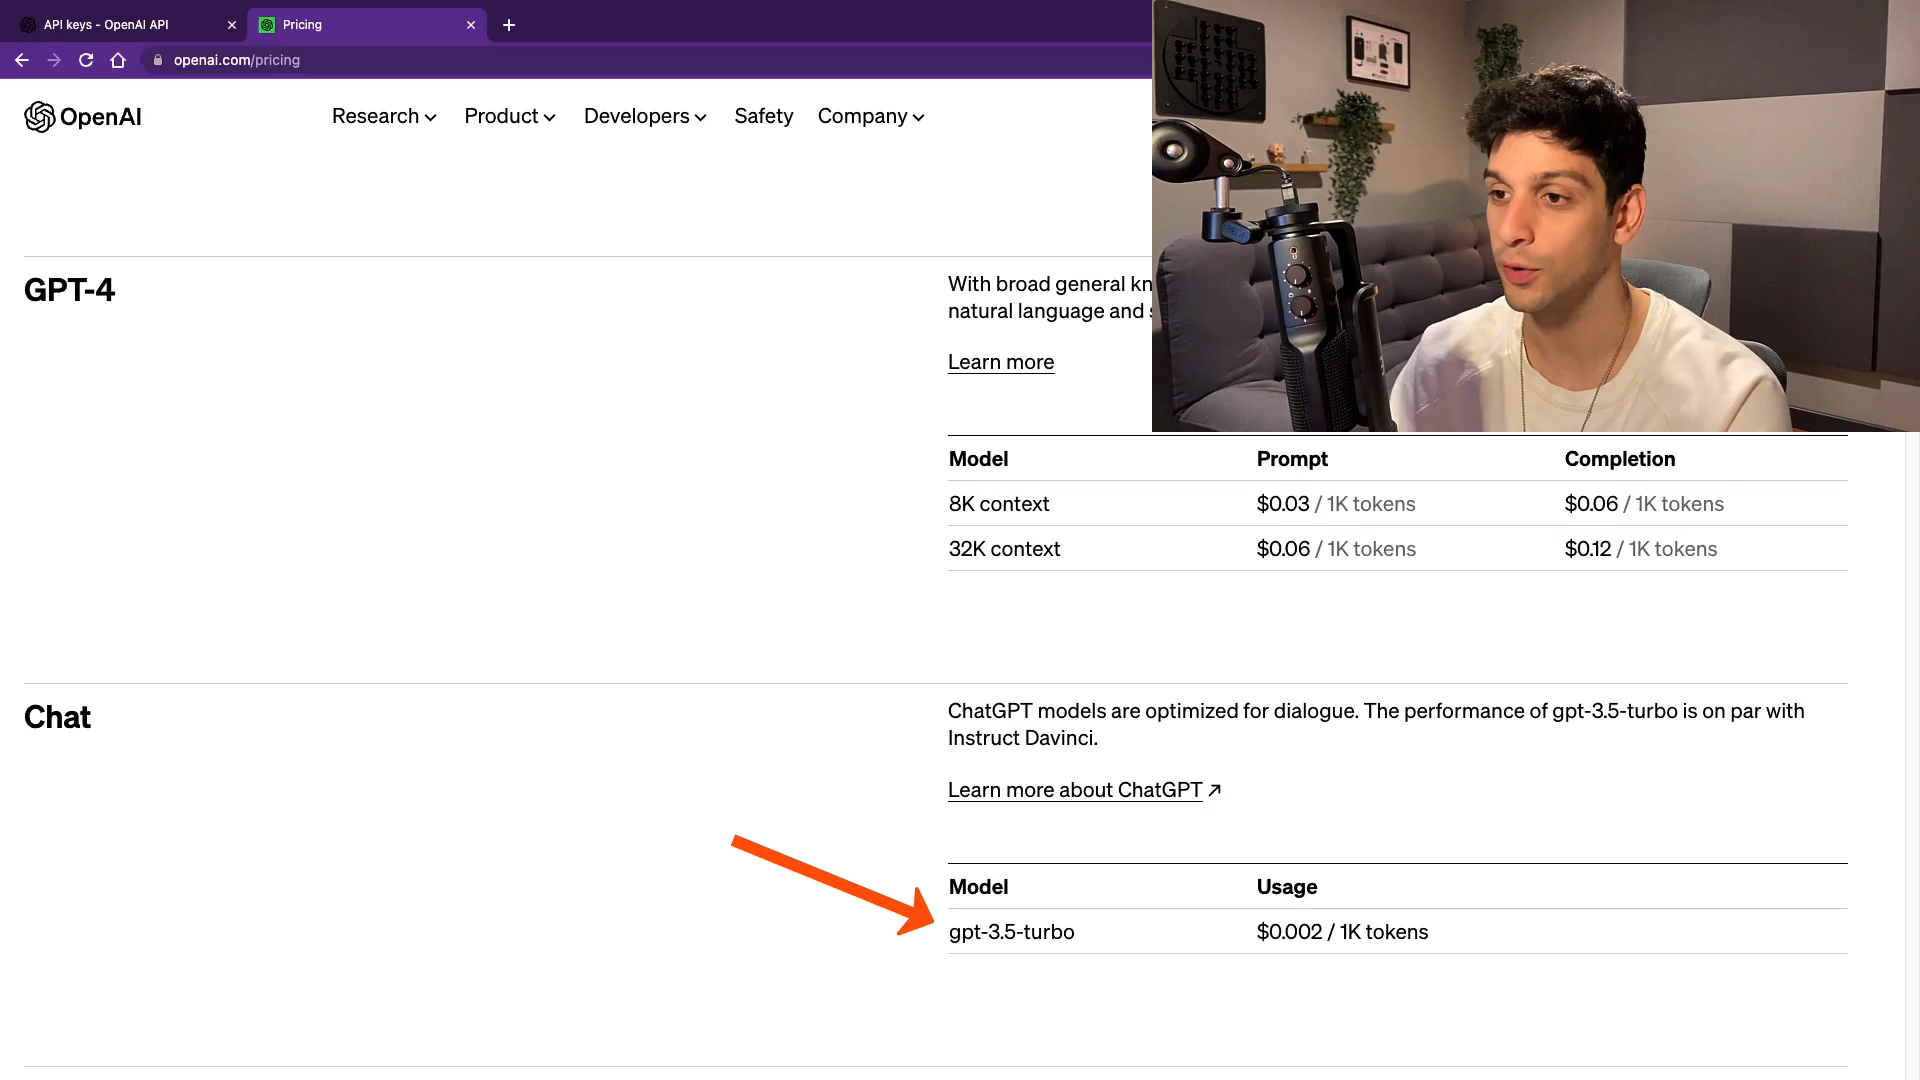 API keys - OpenAI API
Pricing
openai.com/pricing
OpenAI
Research
Product
Developers
Safety
Company
GPT-4
With broad general kn
natural language and
Learn more
Model Prompt Completion
8K context $0.03 / 1K tokens $0.06 / 1K tokens
32K context $0.06 / 1K tokens $0.12 / 1K tokens
Chat
ChatGPT models are optimized for dialogue. The performance of gpt-3.5-turbo is on par with
Instruct Davinci.
Learn more about ChatGPT ↗
Model Usage
gpt-3.5-turbo $0.002 / 1K tokens